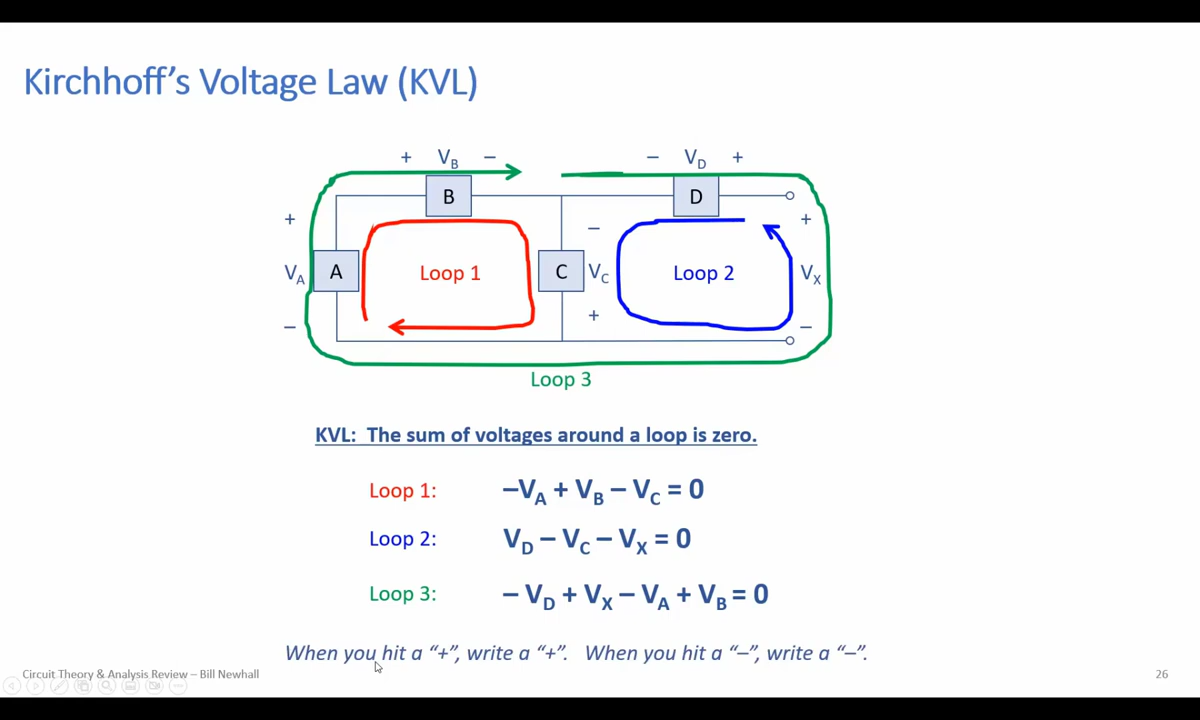 Kirchhoff's Voltage Law (KVL)
+ V_B – – V_D +
B D
+ – +
V_A A Loop 1 C V_C Loop 2 V_X
– + –
Loop 3
KVL: The sum of voltages around a loop is zero.
Loop 1: –V_A + V_B – V_C = 0
Loop 2: V_D – V_C – V_X = 0
Loop 3: – V_D + V_X – V_A + V_B = 0
When you hit a "+", write a "+". When you hit a "–", write a "–".
Circuit Theory & Analysis Review – Bill Newhall 26